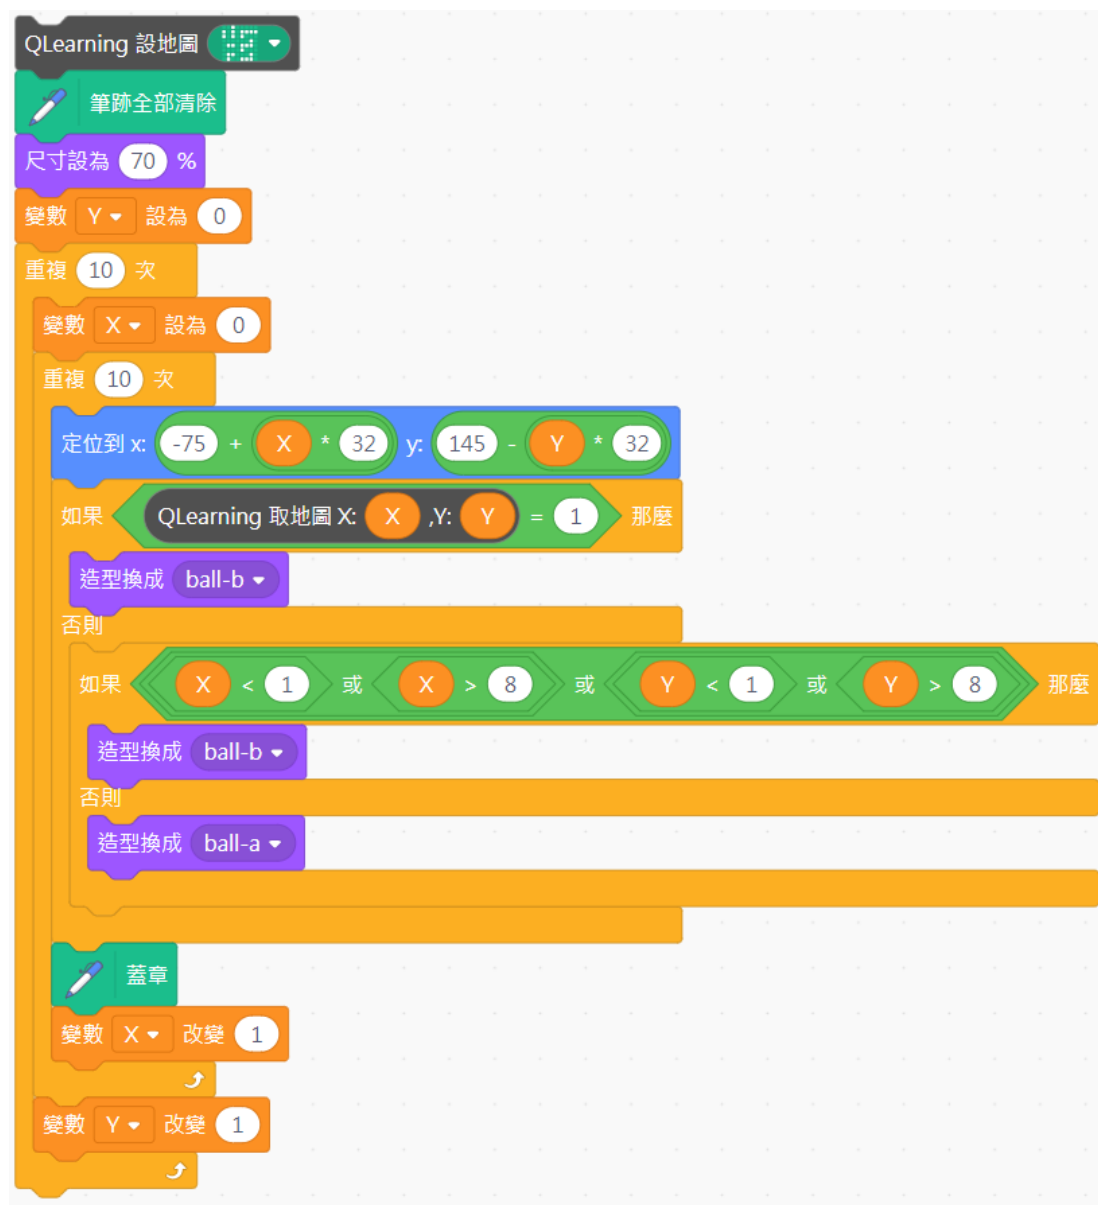 QLearning 設地圖
筆跡全部清除
尺寸設為 70 %
變數 Y 設為 0
重複 10 次
變數 X 設為 0
重複 10 次
定位到 x: -75 + X * 32 y: 145 - Y * 32
如果 QLearning 取地圖 X: X ,Y: Y = 1 那麼
造型換成 ball-b
否則
如果 X < 1 或 X > 8 或 Y < 1 或 Y > 8 那麼
造型換成 ball-b
否則
造型換成 ball-a
蓋章
變數 X 改變 1
變數 Y 改變 1